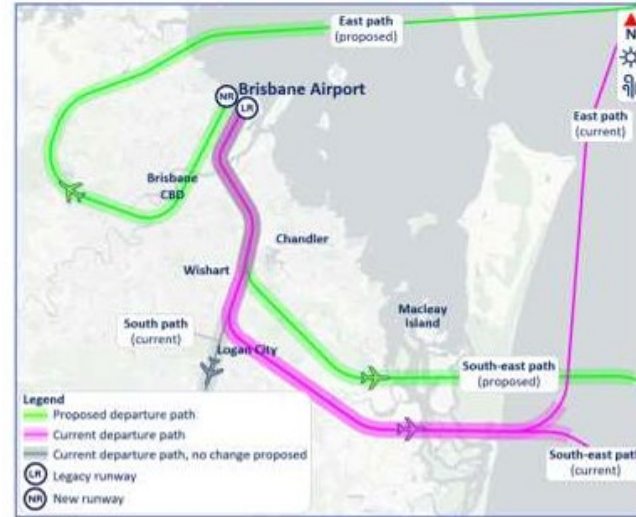 East path
(proposed)
N
NR
Brisbane Airport
LR
East path
(current)
Brisbane
CBD
Chandler
Wishart
Macleay
Island
South path
(current)
Logan City
South-east path
(proposed)
Legend
Proposed departure path
Current departure path
Current departure path, no change proposed
LR
Legacy runway
NR
New runway
South-east path
(current)